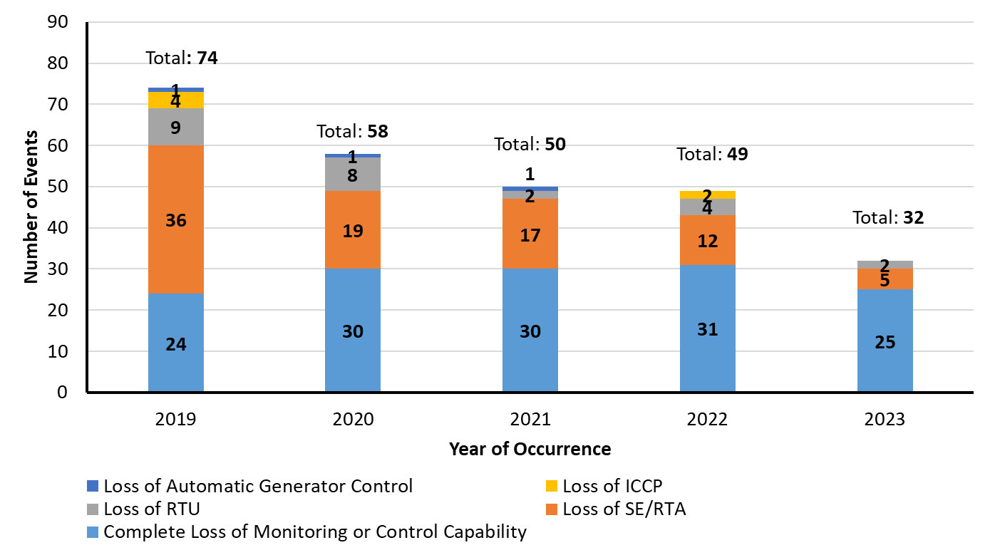 90
80
70
60
50
40
30
20
10
0
Number of Events
Total: 74
1
4
9
36
24
Total: 58
1
8
19
30
Total: 50
1
2
17
30
Total: 49
2
4
12
31
Total: 32
2
5
25
2019 2020 2021 2022 2023
Year of Occurrence
Loss of Automatic Generator Control
Loss of ICCP
Loss of RTU
Loss of SE/RTA
Complete Loss of Monitoring or Control Capability